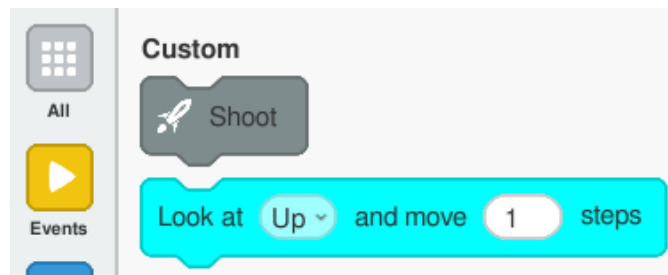 Custom
Shoot
All
Look at Up and move 1 steps
Events